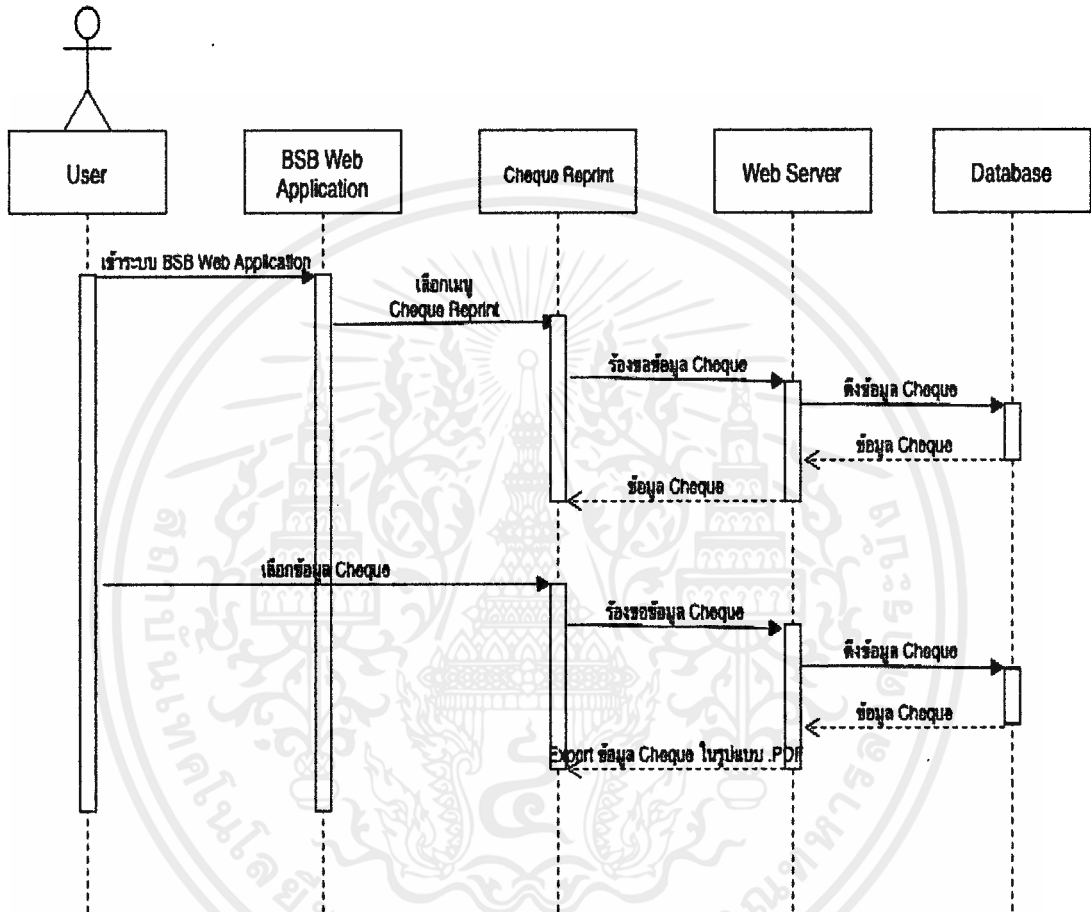 User
BSB Web
Application
Cheque Reprint
Web Server
Database
เข้าระบบ BSB Web Application
เลือกเมนู
Cheque Reprint
ร้องขอข้อมูล Cheque
ดึงข้อมูล Cheque
ข้อมูล Cheque
ข้อมูล Cheque
เลือกข้อมูล Cheque
ร้องขอข้อมูล Cheque
ดึงข้อมูล Cheque
ข้อมูล Cheque
Export ข้อมูล Cheque ในรูปแบบ .PDF